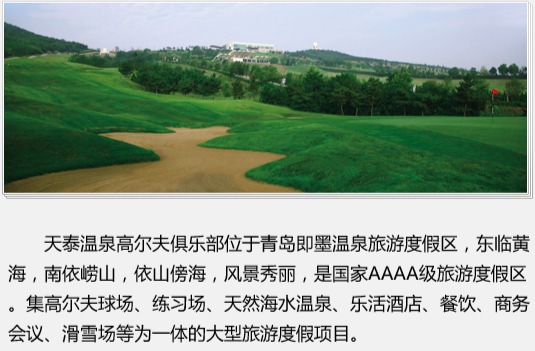 天泰温泉高尔夫俱乐部位于青岛即墨温泉旅游度假区，东临黄
海，南依崂山，依山傍海，风景秀丽，是国家AAAA级旅游度假区
。集高尔夫球场、练习场、天然海水温泉、乐活酒店、餐饮、商务
会议、滑雪场等为一体的大型旅游度假项目。